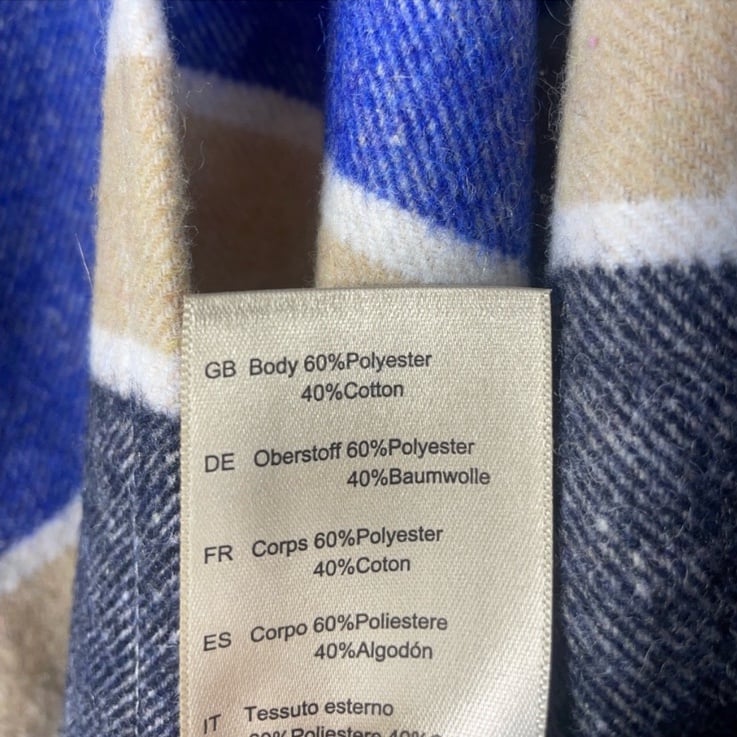 GB Body 60%Polyester
40%Cotton
DE Oberstoff 60%Polyester
40%Baumwolle
FR Corps 60%Polyester
40%Coton
ES Corpo 60%Poliestere
40%Algodón
IT Tessuto esterno